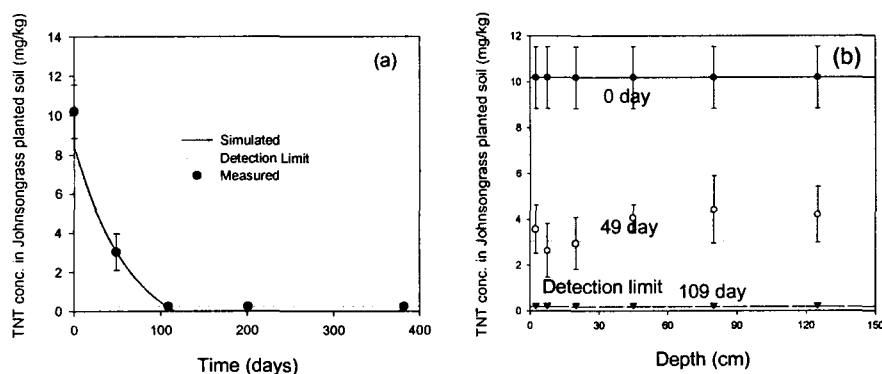 TNT conc. in Johnsongrass planted soil (mg/kg)
14
12
10
8
6
4
2
0
(a)
Simulated
Detection Limit
Measured
0 100 200 300 400
Time (days)
TNT conc. in Johnsongrass planted soil (mg/kg)
12
10
8
6
4
2
0
(b)
0 day
49 day
Detection limit
109 day
0 30 60 90 120 150
Depth (cm)